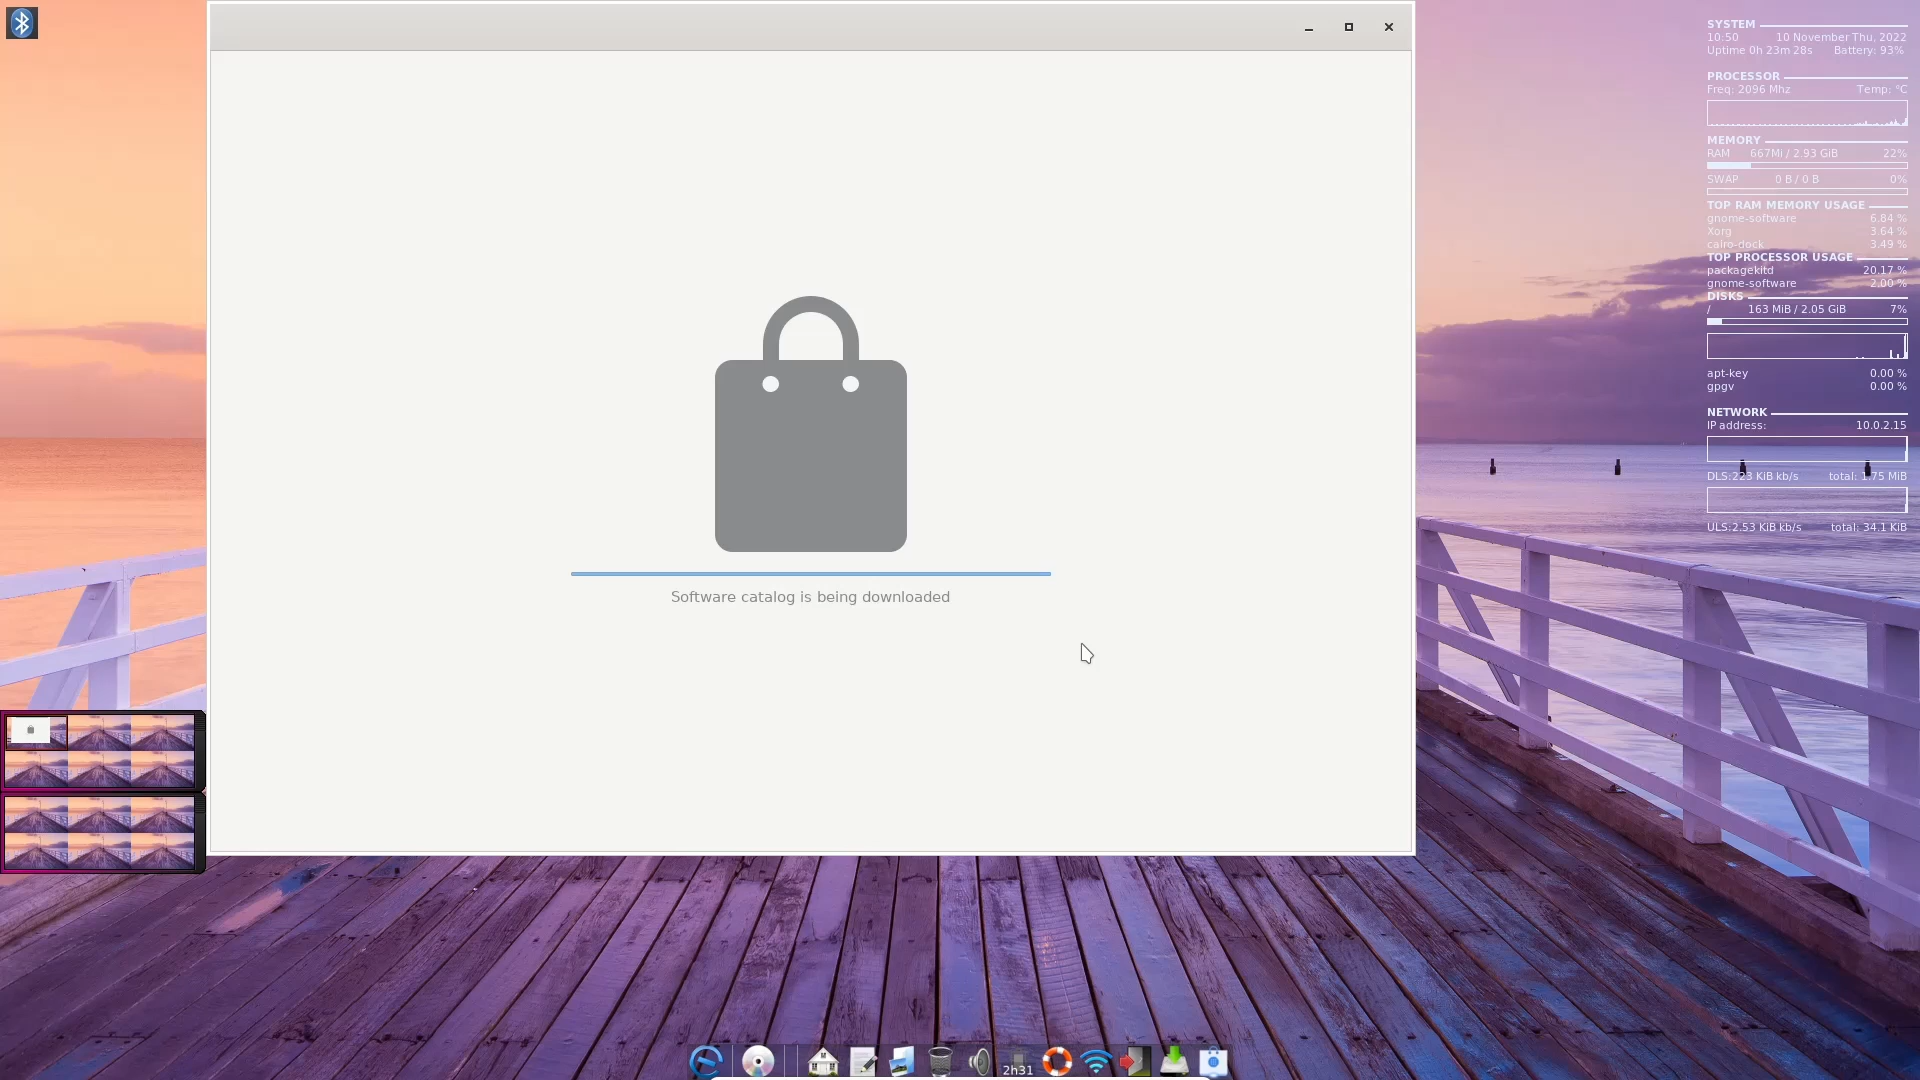 SYSTEM
10:50 10 November Thu, 2022
Uptime 0h 23m 28s Battery: 93%
PROCESSOR
Freq: 2096 Mhz Temp: °C
MEMORY
RAM 667Mi / 2.93 GiB 22%
SWAP 0 B / 0 B 0%
TOP RAM MEMORY USAGE
gnome-software 6.84 %
Xorg 3.64 %
cairo-dock 3.49 %
TOP PROCESSOR USAGE
packagekitd 20.17 %
gnome-software 2.00 %
DISKS
/ 163 MiB / 2.05 GiB 7%
apt-key 0.00 %
gpgv 0.00 %
NETWORK
IP address: 10.0.2.15
DLS:223 KiB kb/s total: 1.75 MiB
ULS:2.53 KiB kb/s total: 34.1 KiB
Software catalog is being downloaded
2h31